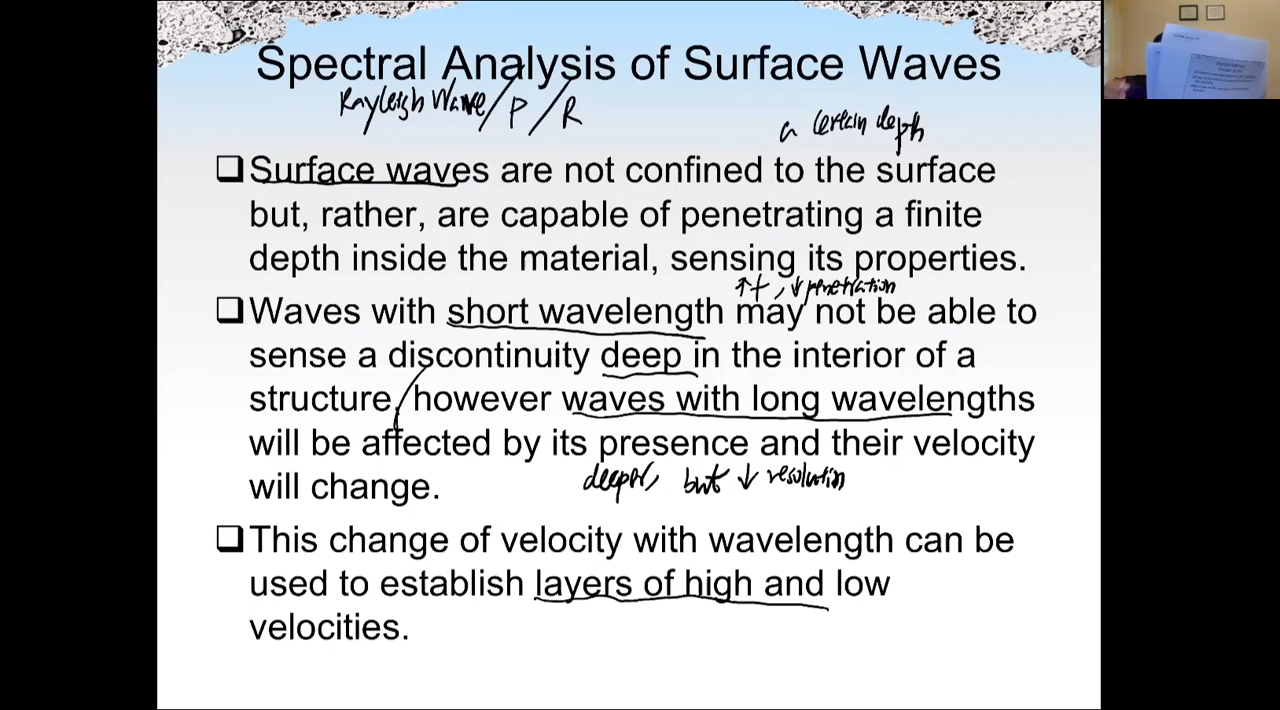 Spectral Analysis of Surface Waves
Rayleigh Wave / P / R
a certain depth
Surface waves are not confined to the surface
but, rather, are capable of penetrating a finite
depth inside the material, sensing its properties.
↑f, ↓penetration
Waves with short wavelength may not be able to
sense a discontinuity deep in the interior of a
structure, however waves with long wavelengths
will be affected by its presence and their velocity
will change.
deeper, but ↓ resolution
This change of velocity with wavelength can be
used to establish layers of high and low
velocities.